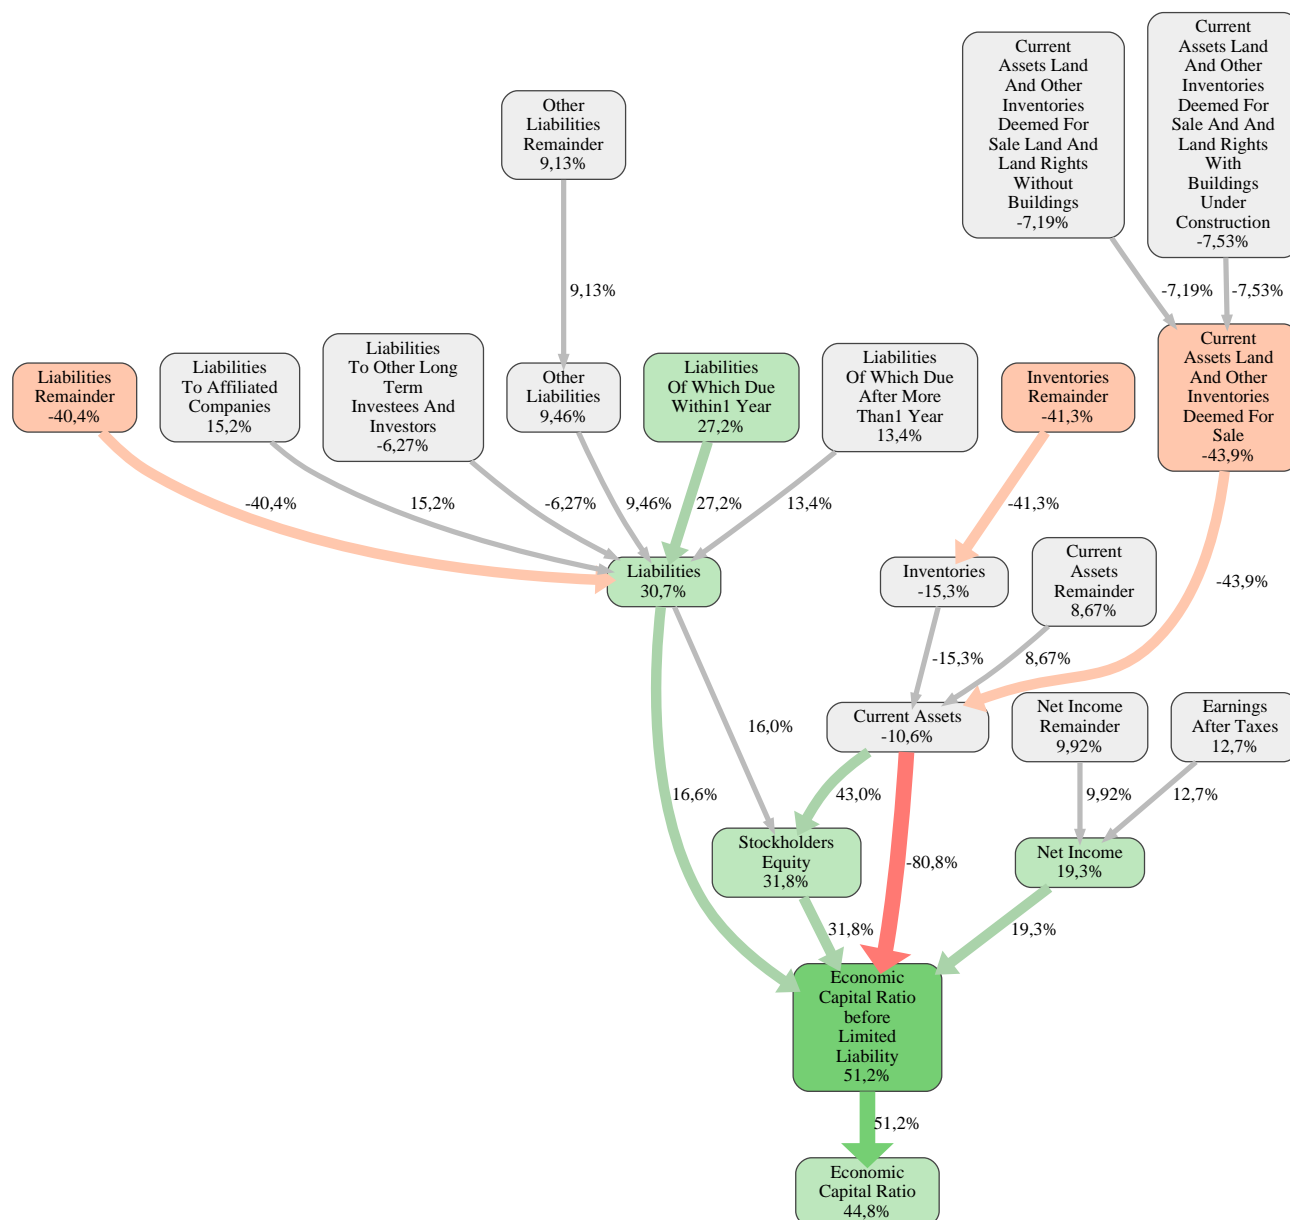 Current
Assets Land
And Other
Inventories
Deemed For
Sale Land And
Land Rights
Without
Buildings
-7,19%
Current
Assets Land
And Other
Inventories
Deemed For
Sale And And
Land Rights
With
Buildings
Under
Construction
-7,53%
Other
Liabilities
Remainder
9,13%
9,13%
-7,19%
-7,53%
Liabilities
Remainder
-40,4%
Liabilities
To Affiliated
Companies
15,2%
Liabilities
To Other Long
Term
Investees And
Investors
-6,27%
Other
Liabilities
9,46%
Liabilities
Of Which Due
Within1 Year
27,2%
Liabilities
Of Which Due
After More
Than1 Year
13,4%
Inventories
Remainder
-41,3%
Current
Assets Land
And Other
Inventories
Deemed For
Sale
-43,9%
-40,4%
15,2%
-6,27%
9,46%
27,2%
13,4%
-41,3%
-43,9%
Liabilities
30,7%
Inventories
-15,3%
Current
Assets
Remainder
8,67%
-15,3%
8,67%
16,0%
Current Assets
-10,6%
Net Income
Remainder
9,92%
Earnings
After Taxes
12,7%
16,6%
43,0%
-80,8%
9,92%
12,7%
Stockholders
Equity
31,8%
Net Income
19,3%
31,8%
19,3%
Economic
Capital Ratio
before
Limited
Liability
51,2%
51,2%
Economic
Capital Ratio
44,8%